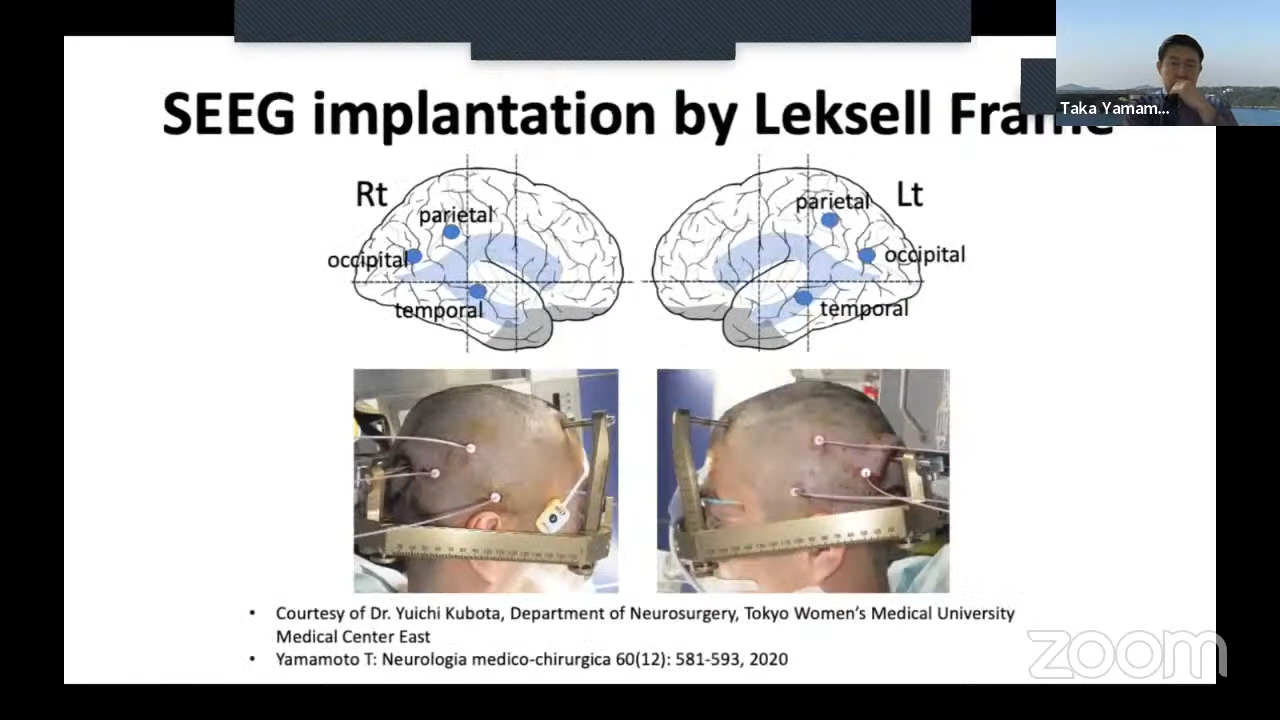 SEEG implantation by Leksell Frame
Taka Yamam...
Rt
parietal
occipital
temporal
parietal
Lt
occipital
temporal
• Courtesy of Dr. Yuichi Kubota, Department of Neurosurgery, Tokyo Women's Medical University
Medical Center East
• Yamamoto T: Neurologia medico-chirurgica 60(12): 581-593, 2020
zoom